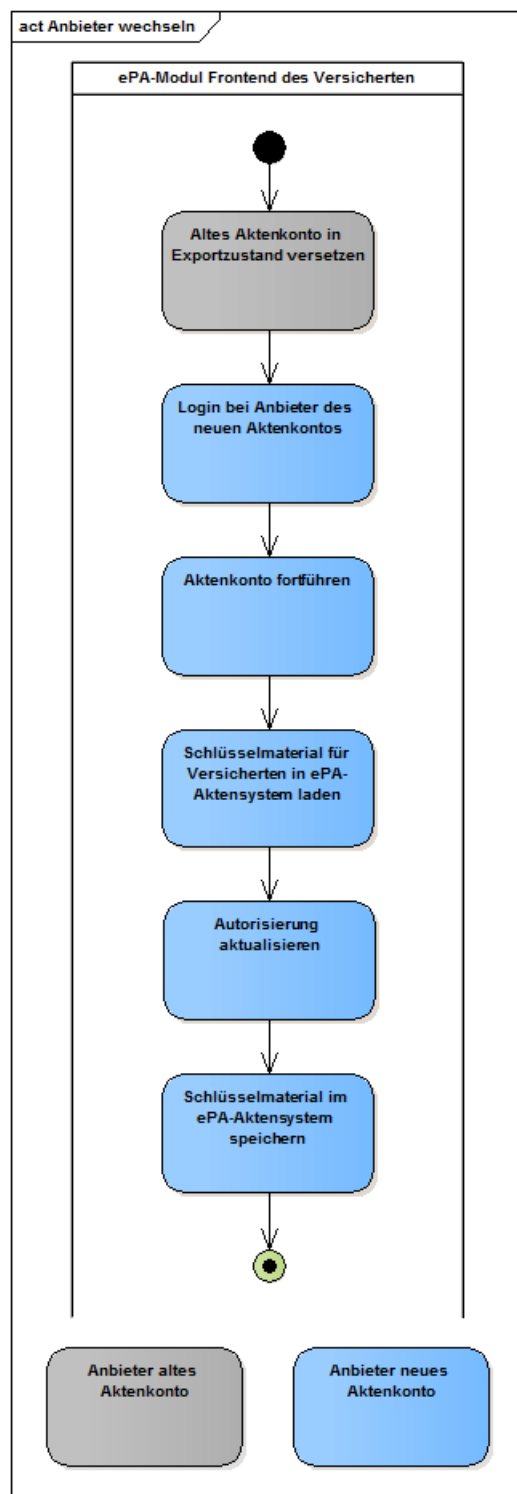 act Anbieter wechseln
ePA-Modul Frontend des Versicherten
Altes Aktenkonto in
Exportzustand versetzen
Login bei Anbieter des
neuen Aktenkontos
Aktenkonto fortführen
Schlüsselmaterial für
Versicherten in ePA-
Aktensystem laden
Autorisierung
aktualisieren
Schlüsselmaterial im
ePA-Aktensystem
speichern
Anbieter altes
Aktenkonto
Anbieter neues
Aktenkonto